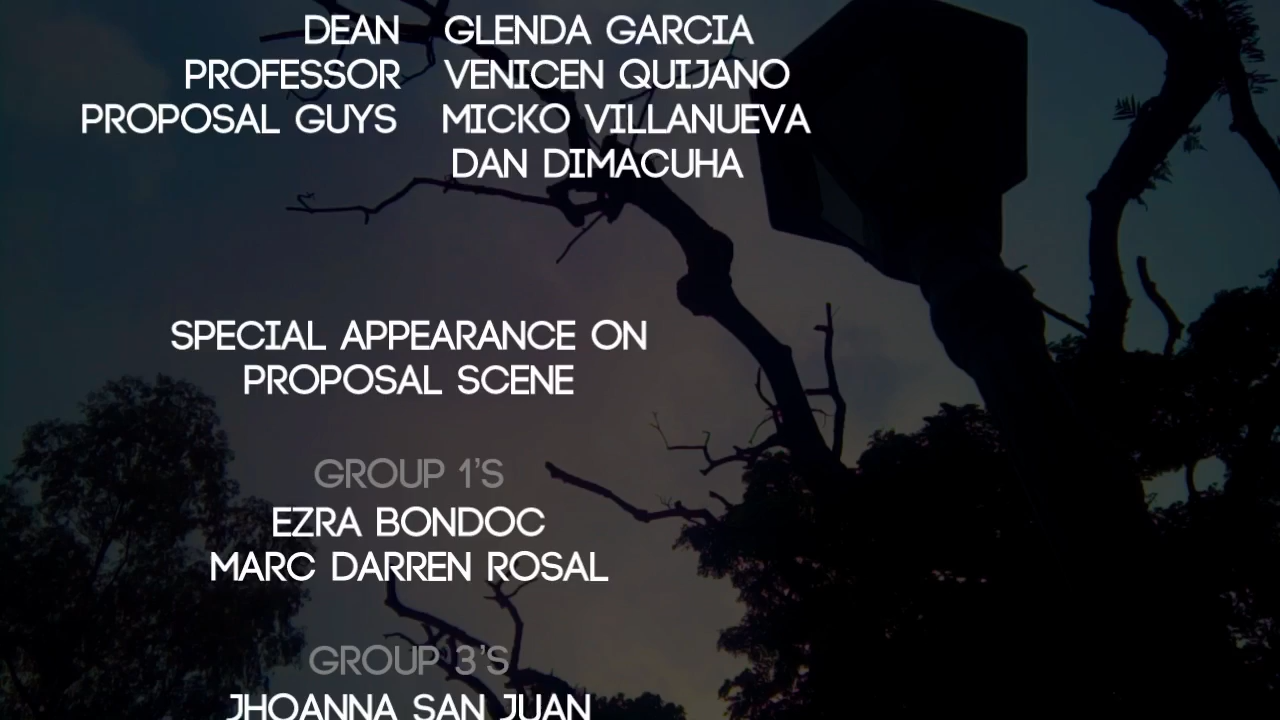 DEAN GLENDA GARCIA
PROFESSOR VENICEN QUIJANO
PROPOSAL GUYS MICKO VILLANUEVA
DAN DIMACUHA
SPECIAL APPEARANCE ON
PROPOSAL SCENE
GROUP 1'S
EZRA BONDOC
MARC DARREN ROSAL
GROUP 3'S
JHOANNA SAN JUAN